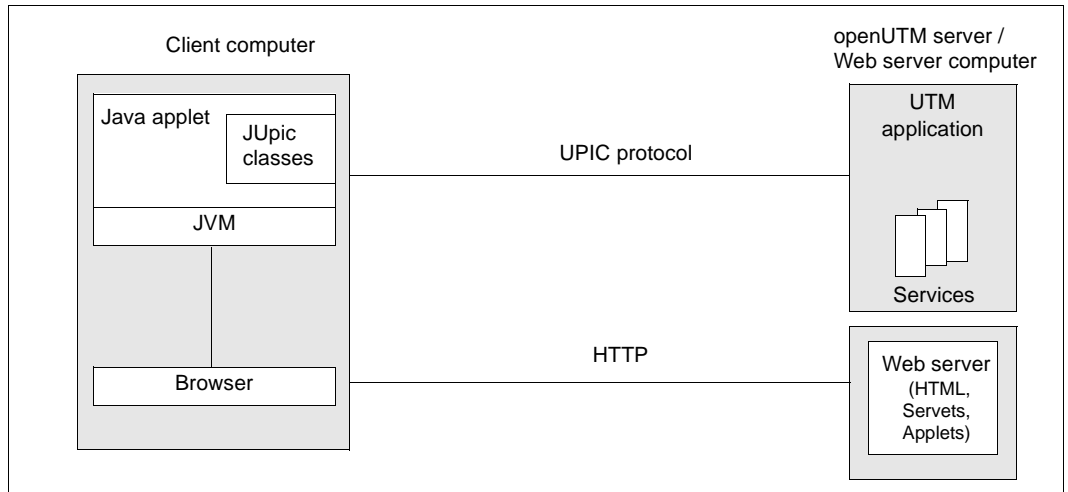 Client computer
openUTM server /
Web server computer
Java applet
JUpic
classes
JVM
Browser
UPIC protocol
HTTP
UTM
application
Services
Web server
(HTML,
Servets,
Applets)